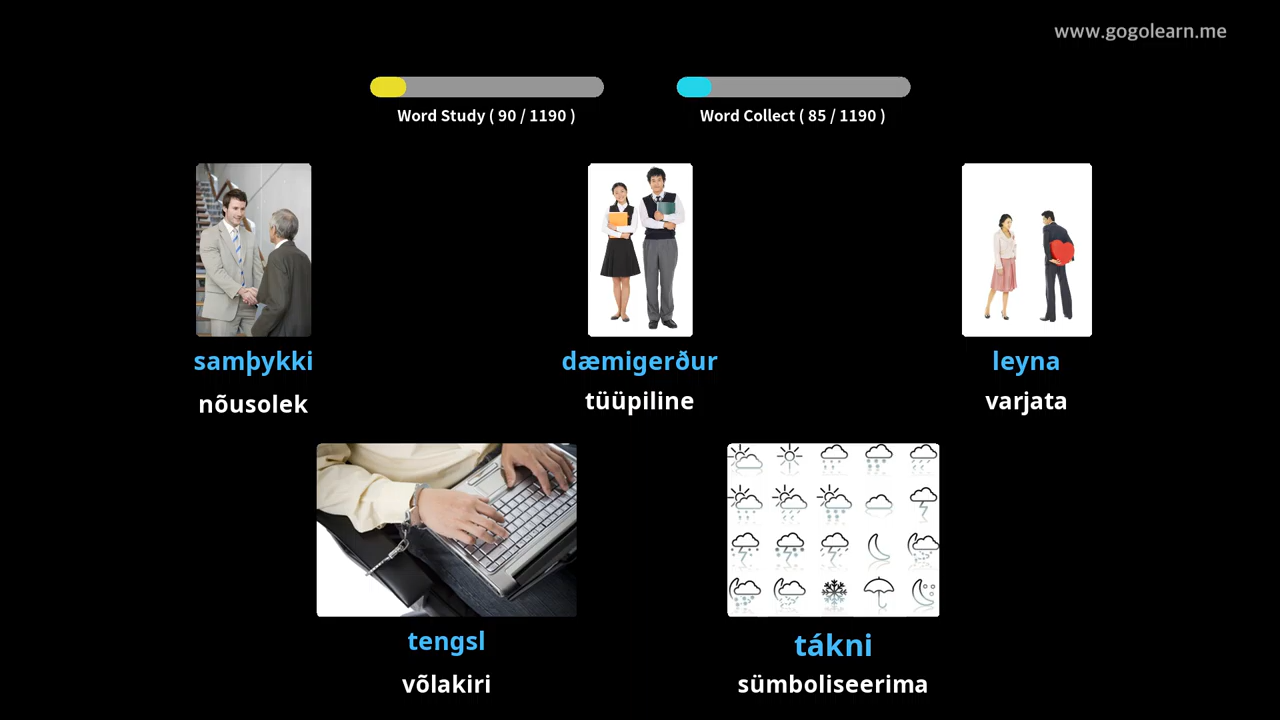 www.gogolearn.me
Word Study ( 90 / 1190 )
Word Collect ( 85 / 1190 )
samþykki
nõusolek
dæmigerður
tüüpiline
leyna
varjata
tengsl
võlakiri
tákni
sümboliseerima